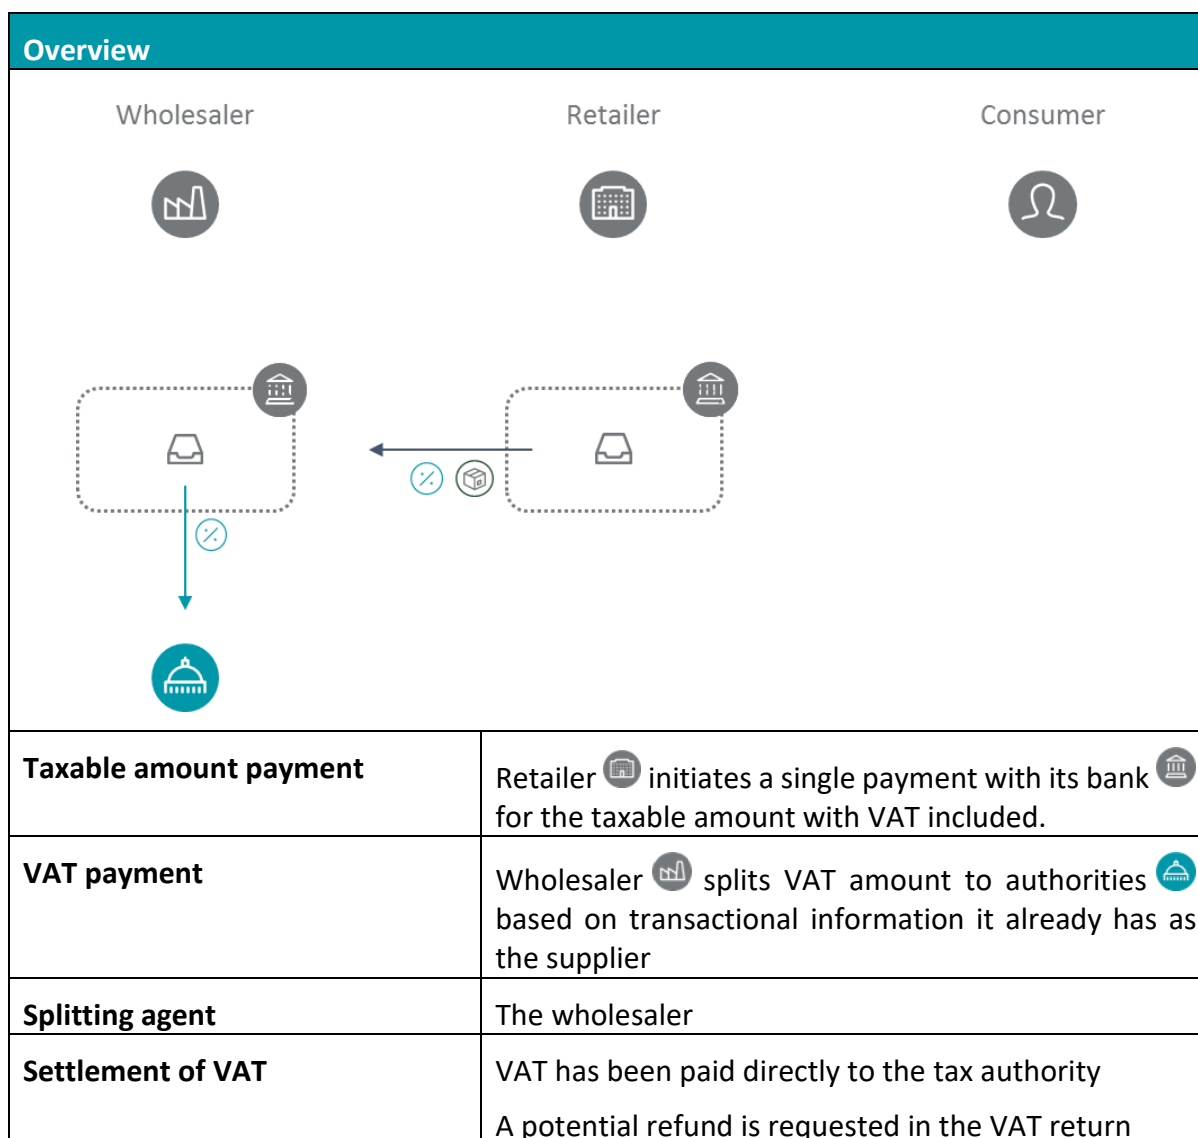 Overview
Wholesaler Retailer Consumer
Taxable amount payment
Retailer initiates a single payment with its bank
for the taxable amount with VAT included.
VAT payment
Wholesaler splits VAT amount to authorities
based on transactional information it already has as
the supplier
Splitting agent
The wholesaler
Settlement of VAT
VAT has been paid directly to the tax authority
A potential refund is requested in the VAT return